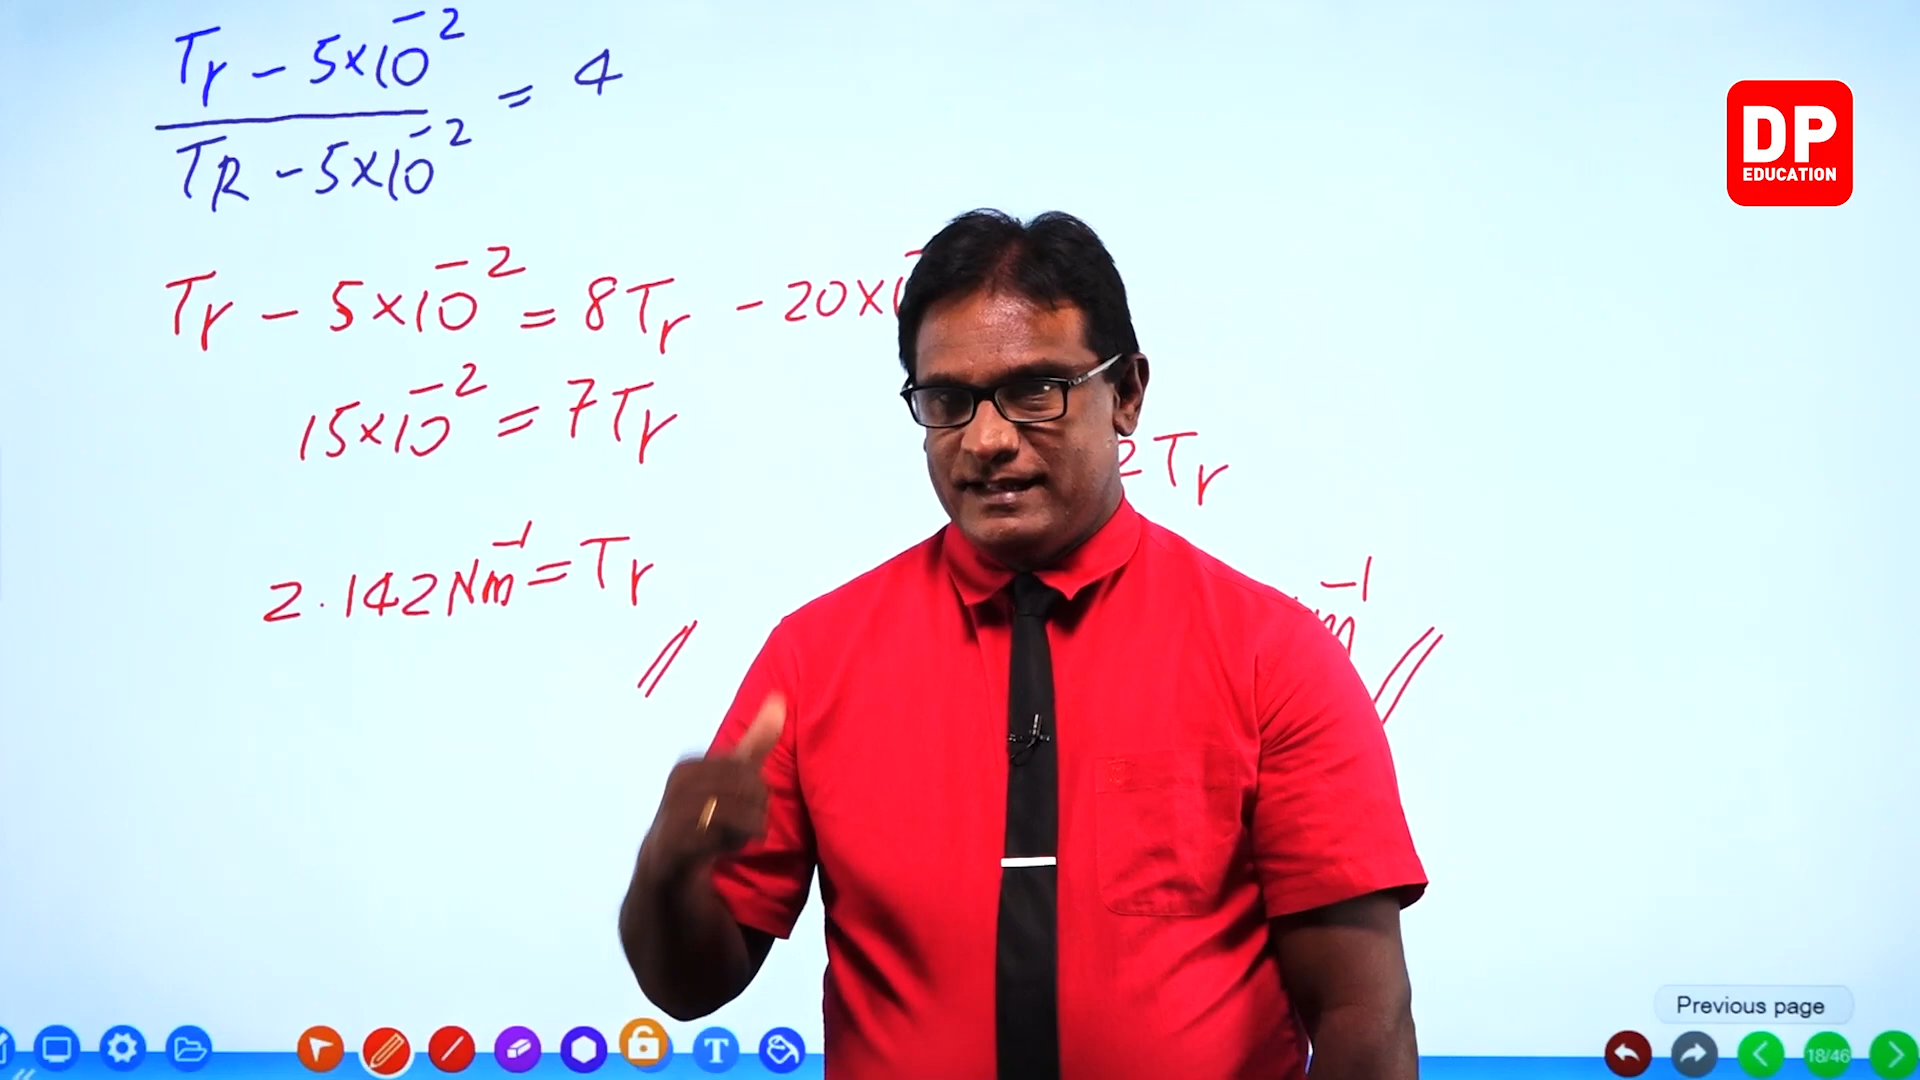 Tr - 5×10⁻² / TR - 5×10⁻² = 4
Tr - 5×10⁻² = 8Tr - 20×1
15×10⁻² = 7Tr
2Tr
2.142Nm⁻¹ = Tr
m⁻¹
DP
EDUCATION
Previous page
18/46
T